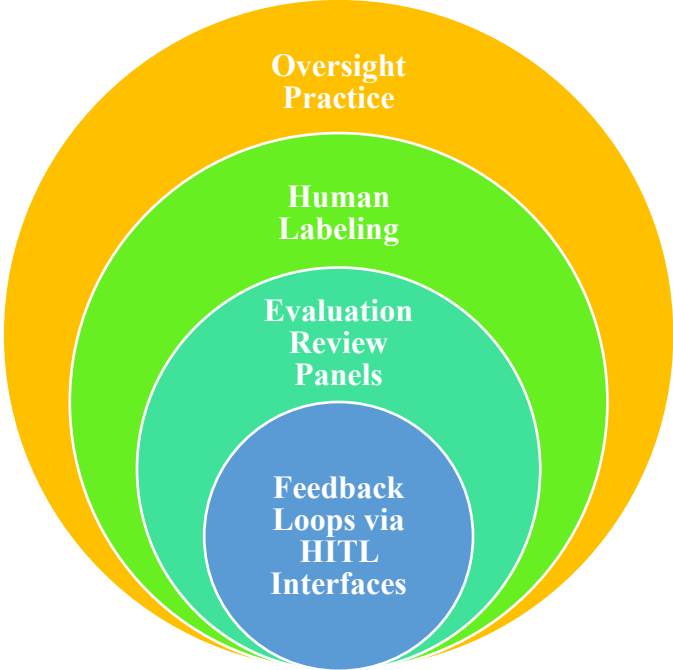 Oversight
Practice
Human
Labeling
Evaluation
Review
Panels
Feedback
Loops via
HITL
Interfaces